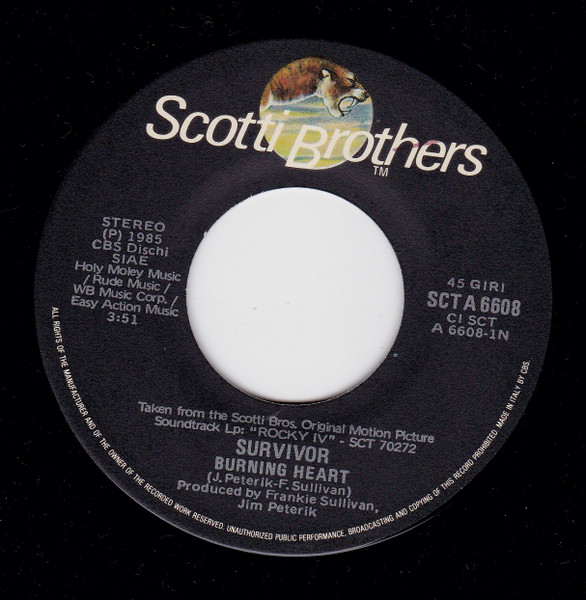 Scotti Brothers
TM
STEREO
(P) 1985
CBS Dischi
SIAE
Holy Moley Music
/ Rude Music /
WB Music Corp. /
Easy Action Music
3:51
45 GIRI
SCT A 6608
CI SCT
A 6608-1N
Taken from the Scotti Bros. Original Motion Picture
Soundtrack Lp: "ROCKY IV" - SCT 70272
SURVIVOR
BURNING HEART
(J. Peterik-F. Sullivan)
Produced by Frankie Sullivan,
Jim Peterik
ALL RIGHTS OF THE MANUFACTURER AND OF THE OWNER OF THE RECORDED WORK RESERVED. UNAUTHORIZED PUBLIC PERFORMANCE, BROADCASTING AND COPYING OF THIS RECORD PROHIBITED. MADE IN ITALY BY CBS.